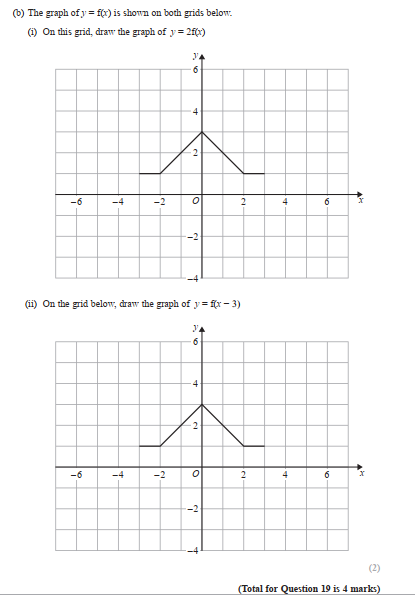 (b) The graph of y = f(x) is shown on both grids below.
(i) On this grid, draw the graph of y = 2f(x)
y
6
4
2
−6 −4 −2 O 2 4 6 x
−2
−4
(ii) On the grid below, draw the graph of y = f(x − 3)
y
6
4
2
−6 −4 −2 O 2 4 6 x
−2
−4
(2)
(Total for Question 19 is 4 marks)